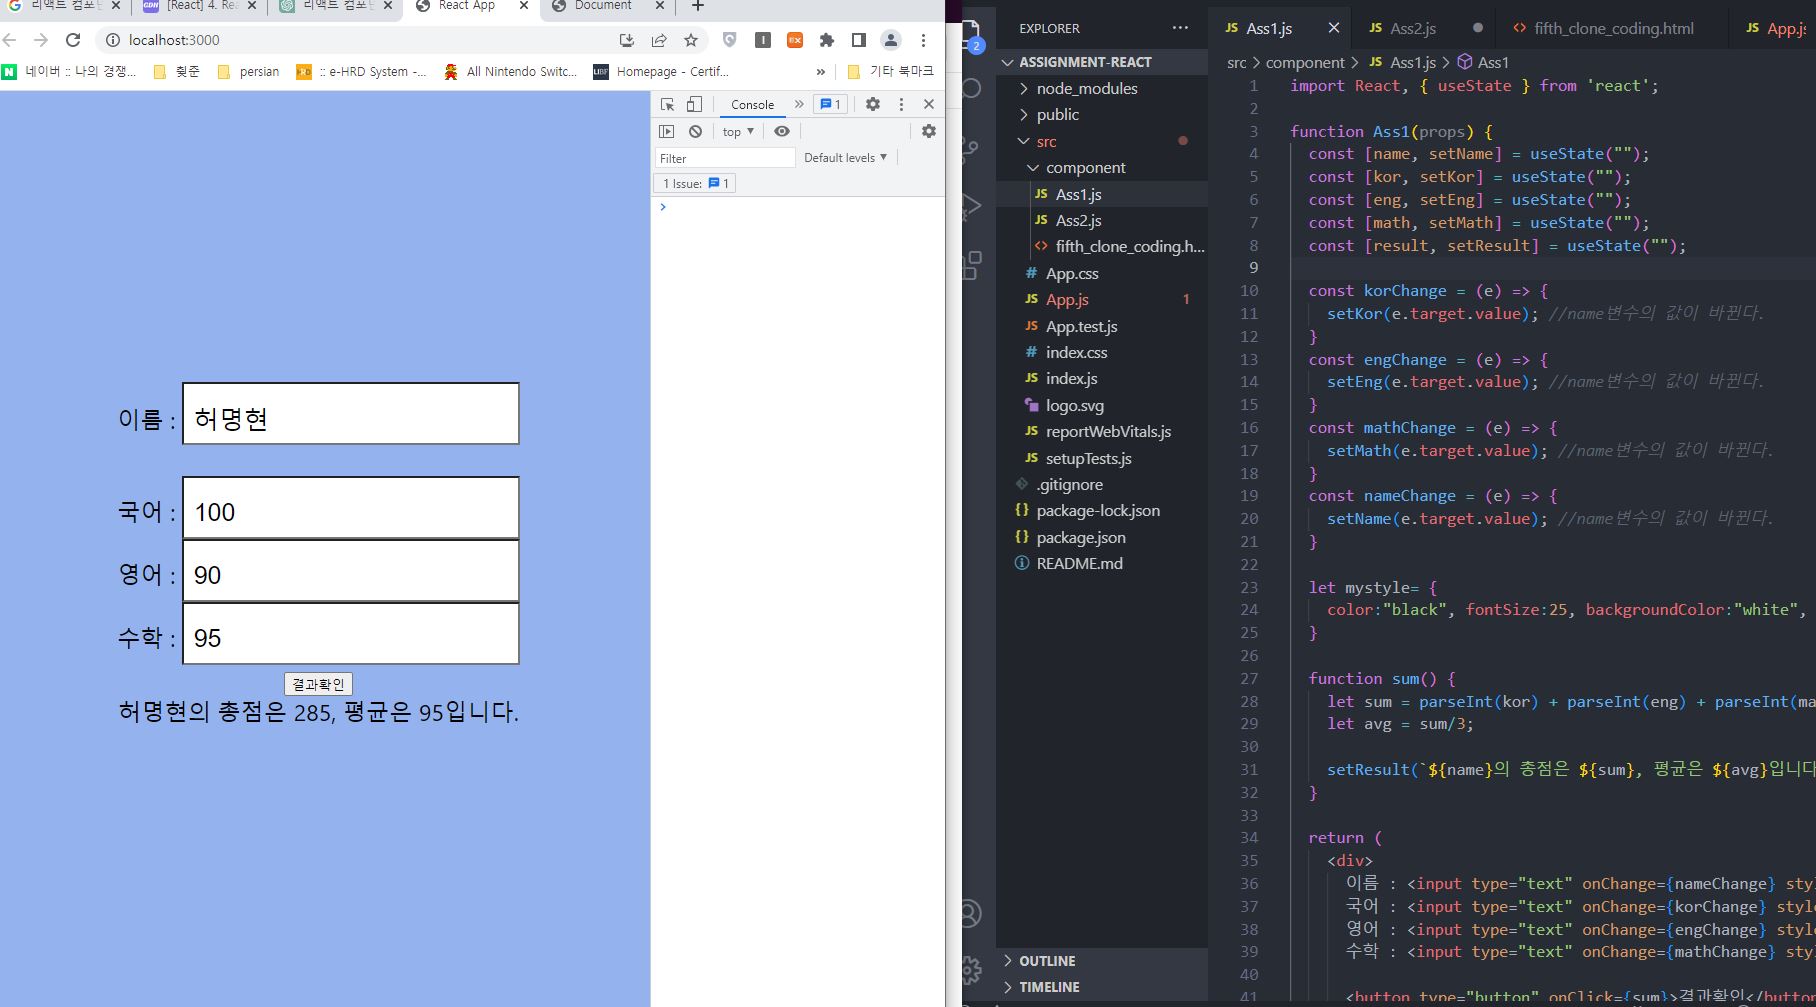 리액트 컴포
[React] 4. Rea
리액트 컴포
React App
Document
localhost:3000
네이버 :: 나의 경쟁...
칮준
persian
:: e-HRD System -...
All Nintendo Switc...
Homepage - Certif...
»
기타 북마크
Console
»
1
top ▼
Filter
Default levels ▼
1 Issue: 1
>
이름 : 허명현
국어 : 100
영어 : 90
수학 : 95
결과확인
허명현의 총점은 285, 평균은 95입니다.
2
EXPLORER
...
ASSIGNMENT-REACT
node_modules
public
src
component
JS Ass1.js
JS Ass2.js
<> fifth_clone_coding.h...
# App.css
JS App.js 1
JS App.test.js
# index.css
JS index.js
logo.svg
JS reportWebVitals.js
JS setupTests.js
.gitignore
{} package-lock.json
{} package.json
README.md
OUTLINE
TIMELINE
JS Ass1.js
JS Ass2.js
<> fifth_clone_coding.html
JS App.js
src > component > JS Ass1.js > Ass1
1 import React, { useState } from 'react';
2
3 function Ass1(props) {
4 const [name, setName] = useState("");
5 const [kor, setKor] = useState("");
6 const [eng, setEng] = useState("");
7 const [math, setMath] = useState("");
8 const [result, setResult] = useState("");
9
10 const korChange = (e) => {
11 setKor(e.target.value); //name변수의 값이 바뀐다.
12 }
13 const engChange = (e) => {
14 setEng(e.target.value); //name변수의 값이 바뀐다.
15 }
16 const mathChange = (e) => {
17 setMath(e.target.value); //name변수의 값이 바뀐다.
18 }
19 const nameChange = (e) => {
20 setName(e.target.value); //name변수의 값이 바뀐다.
21 }
22
23 let mystyle= {
24 color:"black", fontSize:25, backgroundColor:"white",
25 }
26
27 function sum() {
28 let sum = parseInt(kor) + parseInt(eng) + parseInt(ma
29 let avg = sum/3;
30
31 setResult(`${name}의 총점은 ${sum}, 평균은 ${avg}입니다
32 }
33
34 return (
35 <div>
36 이름 : <input type="text" onChange={nameChange} styl
37 국어 : <input type="text" onChange={korChange} style
38 영어 : <input type="text" onChange={engChange} style
39 수학 : <input type="text" onChange={mathChange} styl
40
41 <button type="button" onClick={sum}>결과확인</button